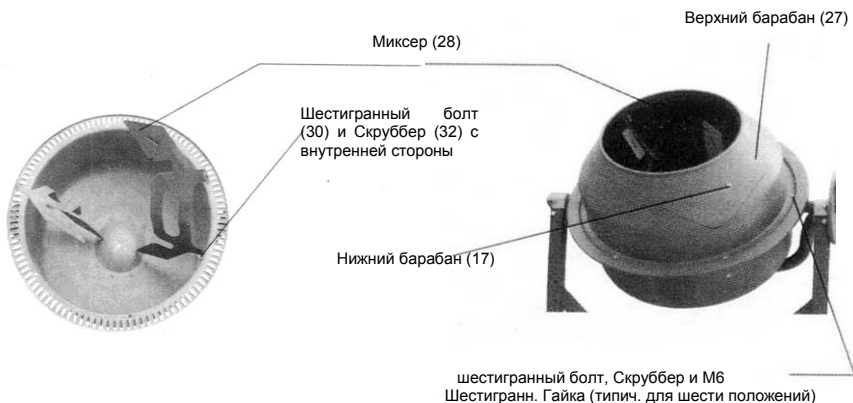 Верхний барабан (27)
Миксер (28)
Шестигранный болт
(30) и Скруббер (32) с
внутренней стороны
Нижний барабан (17)
шестигранный болт, Скруббер и М6
Шестигранн. Гайка (типич. для шести положений)